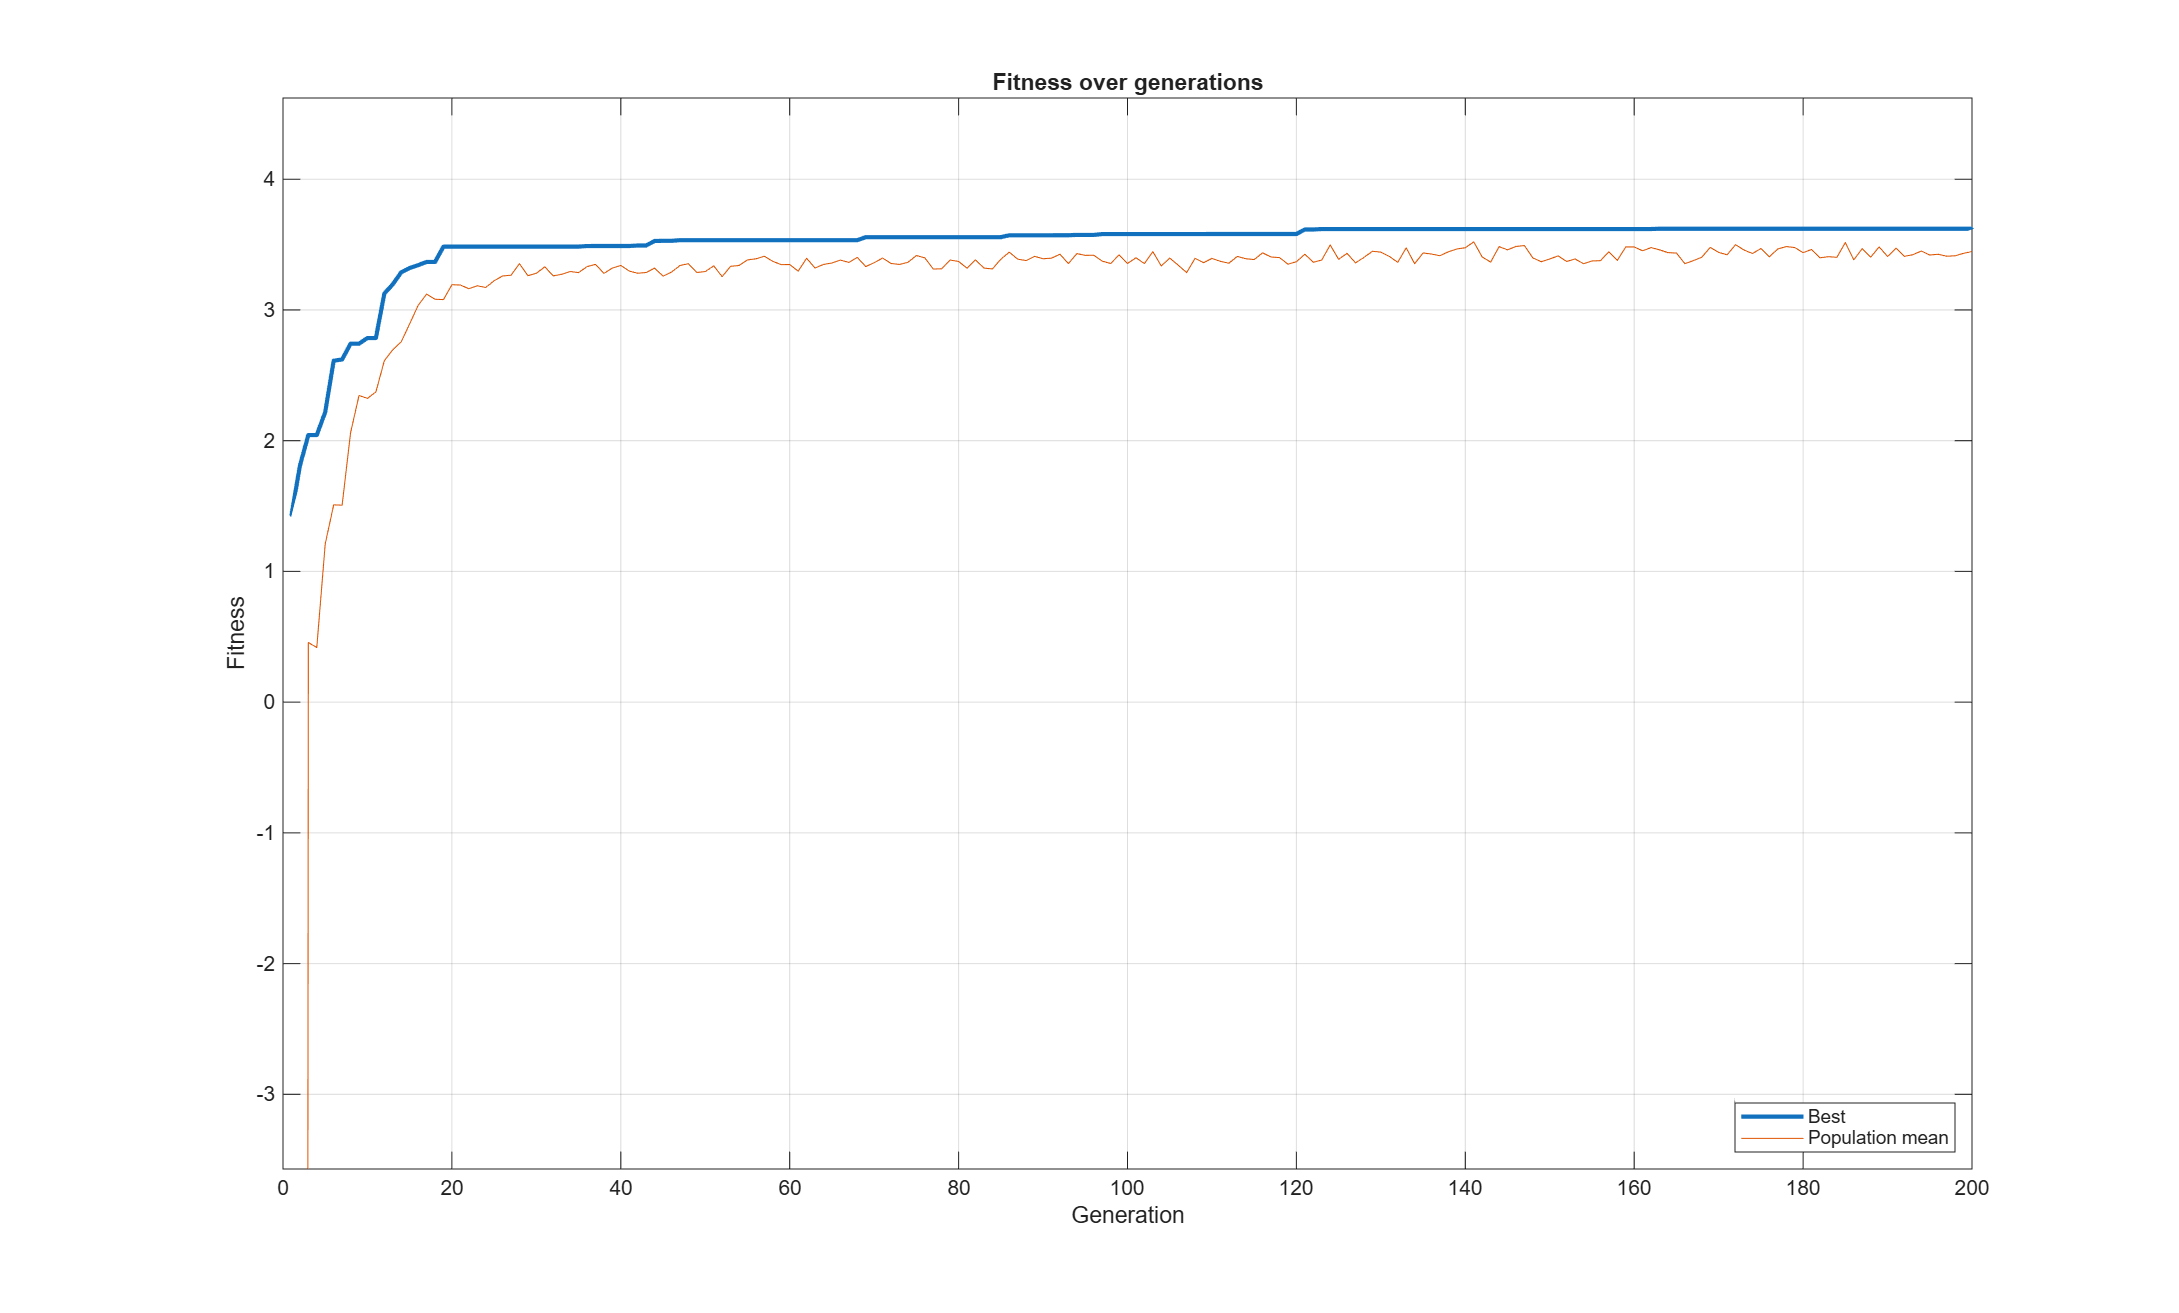 Fitness over generations
4
3
2
1
0
-1
-2
-3
Fitness
0 20 40 60 80 100 120 140 160 180 200
Generation
Best
Population mean